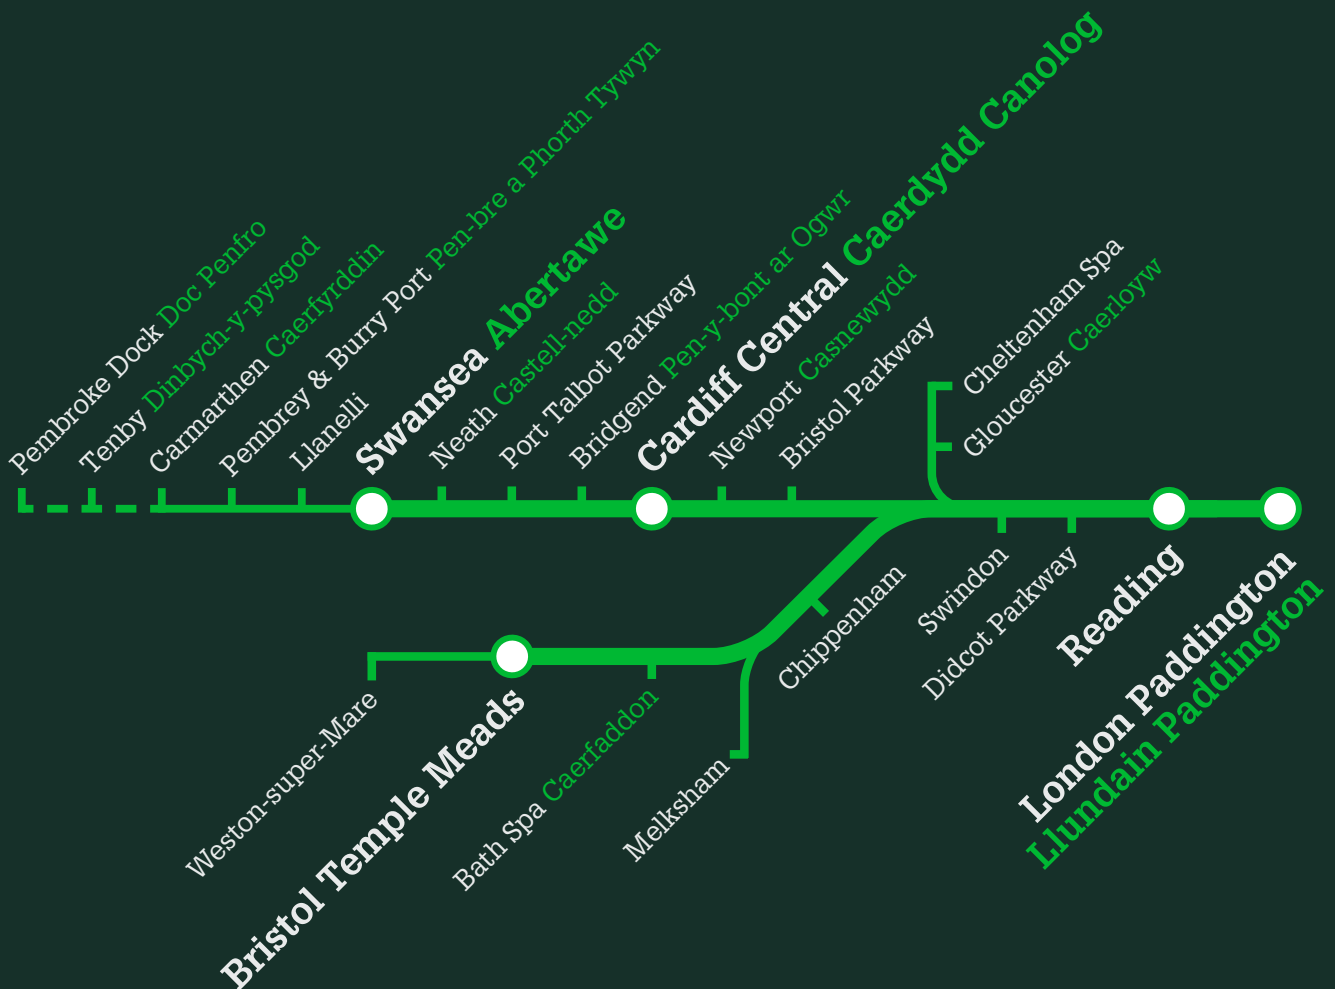 Pembroke Dock Doc Penfro
Tenby Dinbych-y-pysgod
Carmarthen Caerfyrddin
Pembrey & Burry Port Pen-bre a Phorth Tywyn
Llanelli
Swansea Abertawe
Neath Castell-nedd
Port Talbot Parkway
Bridgend Pen-y-bont ar Ogwr
Cardiff Central Caerdydd Canolog
Newport Casnewydd
Bristol Parkway
Cheltenham Spa
Gloucester Caerloyw
Weston-super-Mare
Bristol Temple Meads
Bath Spa Caerfaddon
Melksham
Chippenham
Swindon
Didcot Parkway
Reading
London Paddington
Llundain Paddington